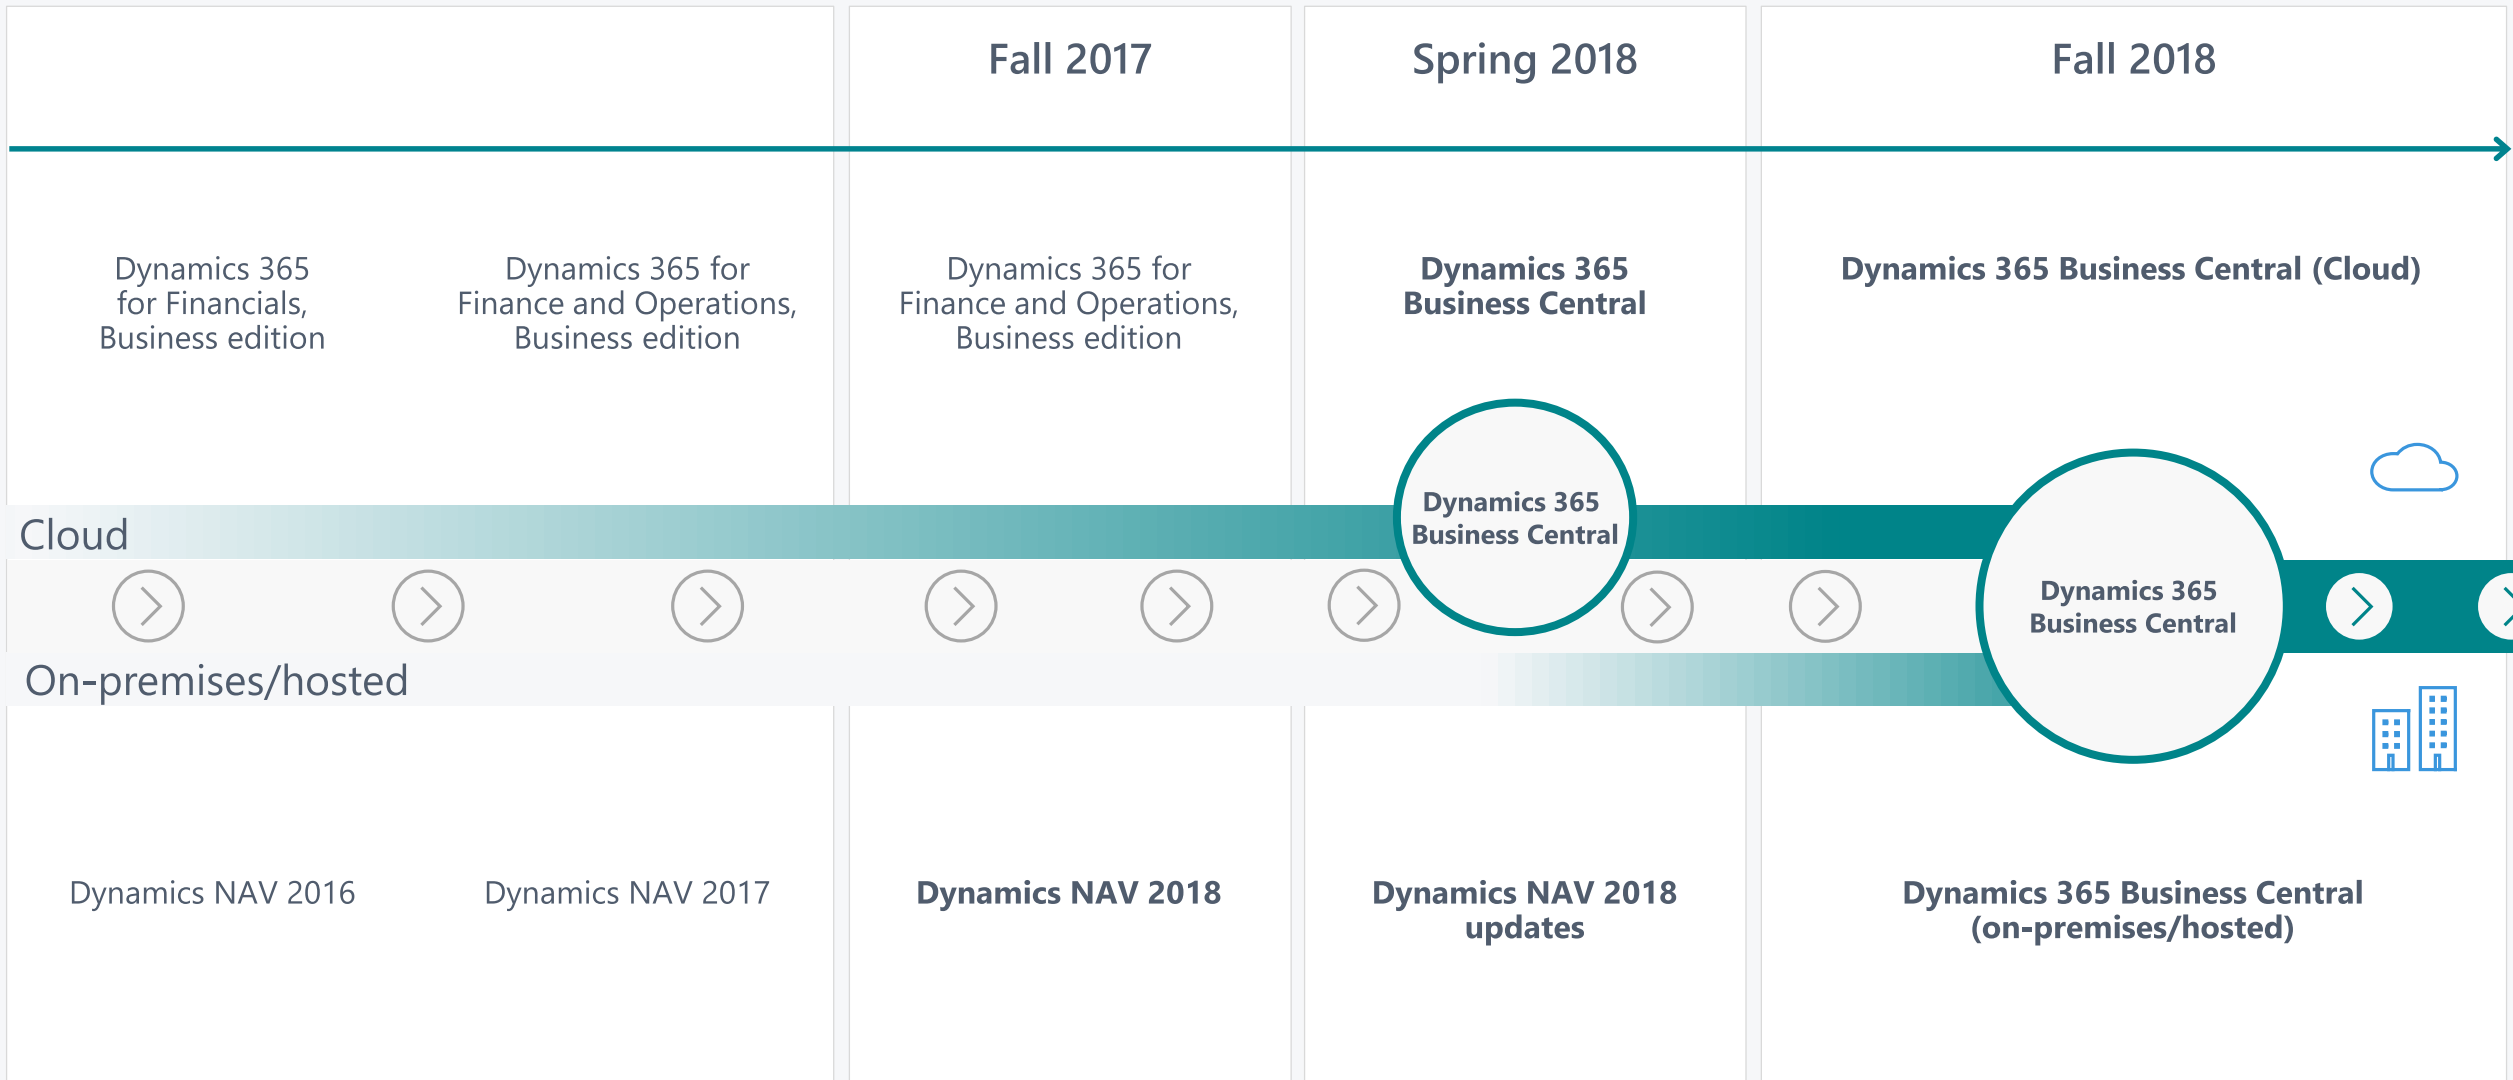 Fall 2017
Spring 2018
Fall 2018
Dynamics 365
for Financials,
Business edition
Dynamics 365 for
Finance and Operations,
Business edition
Dynamics 365 for
Finance and Operations,
Business edition
Dynamics 365
Business Central
Dynamics 365 Business Central (Cloud)
Cloud
Dynamics 365
Business Central
Dynamics 365
Business Central
On-premises/hosted
Dynamics NAV 2016
Dynamics NAV 2017
Dynamics NAV 2018
Dynamics NAV 2018
updates
Dynamics 365 Business Central
(on-premises/hosted)